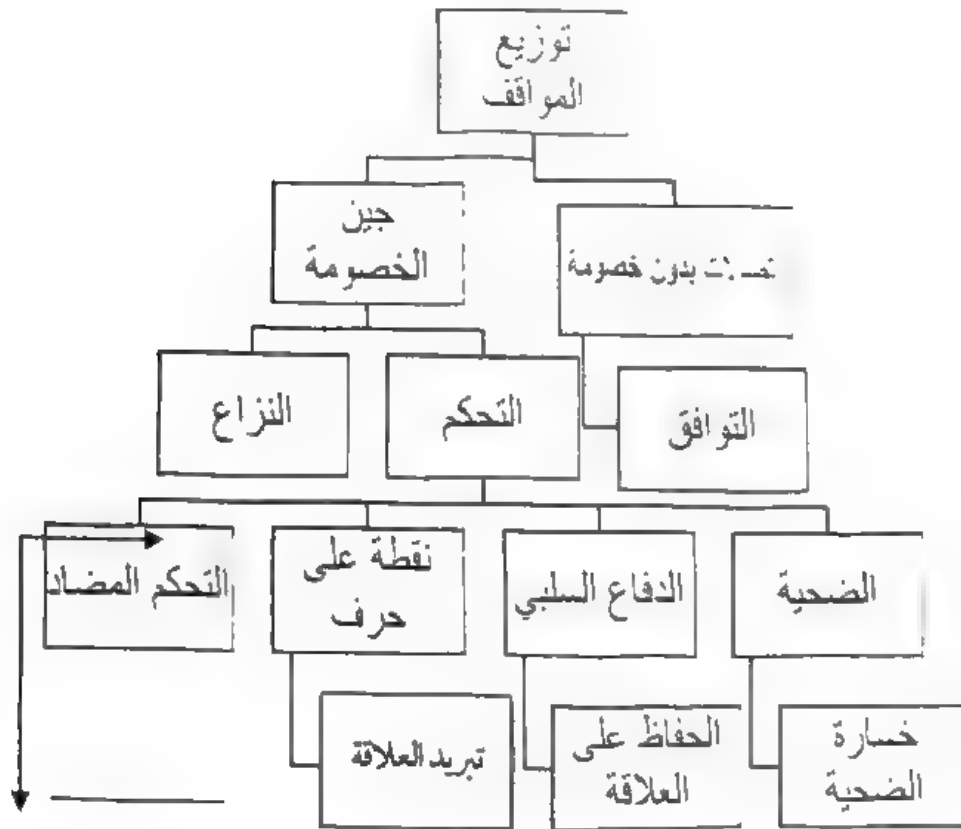 توزيع
المواقف
جين
الخصومة
بدون خصومة
النزاع
التحكم
التوافق
التحكم المضاد
نقطة على
حرف
الدفاع السلبي
الضحية
تبريد العلاقة
الحفاظ على
العلاقة
خسارة
الضحية